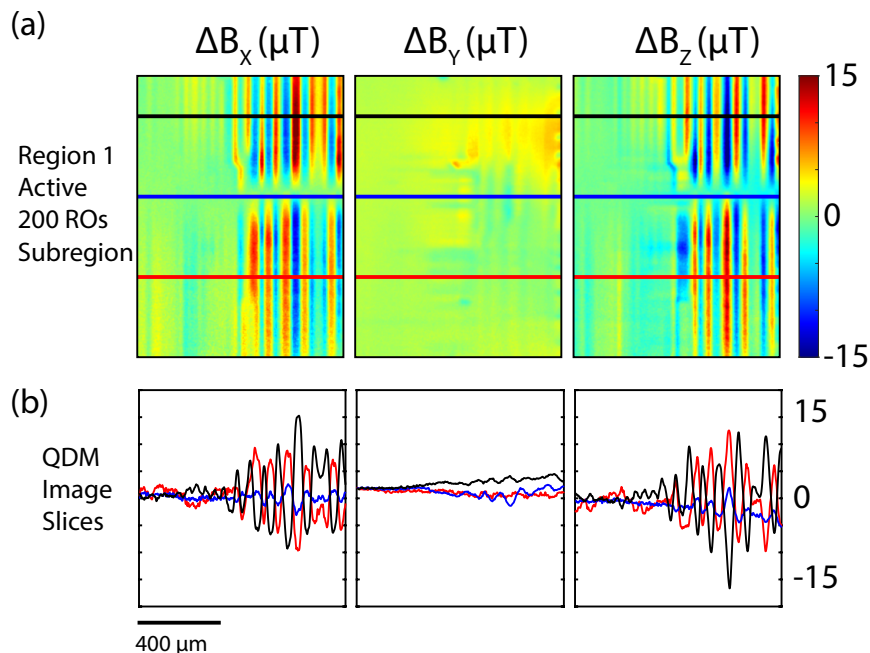 (a)
ΔB_X (μT)
ΔB_Y (μT)
ΔB_Z (μT)
Region 1
Active
200 ROs
Subregion
15
0
-15
(b)
QDM
Image
Slices
15
0
-15
400 μm